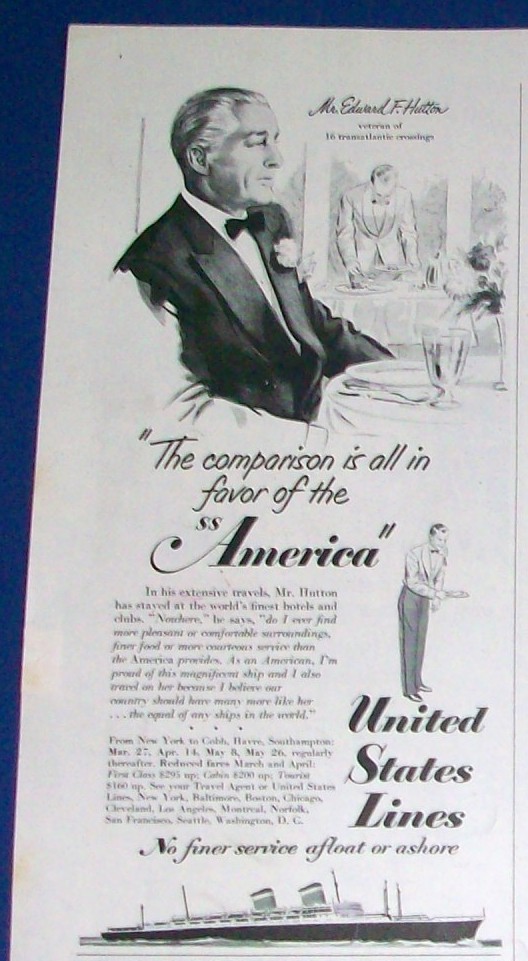 Mr. Edward F. Hutton
veteran of
16 transatlantic crossings
"The comparison is all in
favor of the
ss America"
In his extensive travels, Mr. Hutton
has stayed at the world's finest hotels and
clubs. "Nowhere," he says, "do I ever find
more pleasant or comfortable surroundings,
finer food or more courteous service than
the America provides. As an American, I'm
proud of this magnificent ship and I also
travel on her because I believe our
country should have many more like her
. . . the equal of any ships in the world."
From New York to Cobh, Havre, Southampton:
Mar. 27, Apr. 14, May 8, May 26, regularly
thereafter. Reduced fares March and April:
First Class $295 up; Cabin $200 up; Tourist
$160 up. See your Travel Agent or United States
Lines, New York, Baltimore, Boston, Chicago,
Cleveland, Los Angeles, Montreal, Norfolk,
San Francisco, Seattle, Washington, D. C.
United
States
Lines
No finer service afloat or ashore